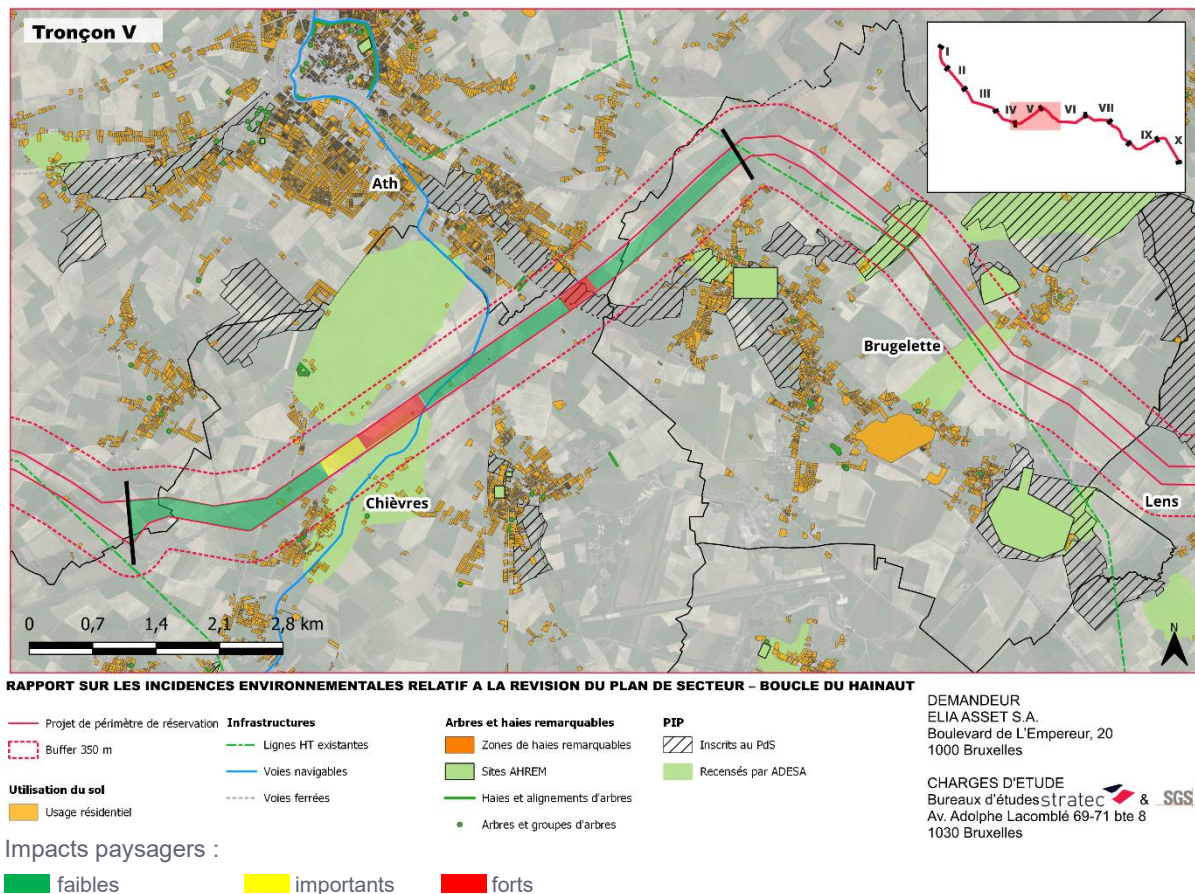 Tronçon V
I
II
III
IV
V
VI
VII
IX
X
Ath
Brugelette
Chièvres
Lens
0 0,7 1,4 2,1 2,8 km
N
RAPPORT SUR LES INCIDENCES ENVIRONMENTALES RELATIF A LA REVISION DU PLAN DE SECTEUR – BOUCLE DU HAINAUT
Projet de périmètre de réservation
Buffer 350 m
Utilisation du sol
Usage résidentiel
Infrastructures
Lignes HT existantes
Voies navigables
Voies ferrées
Arbres et haies remarquables
Zones de haies remarquables
Sites AHREM
Haies et alignements d'arbres
Arbres et groupes d'arbres
PIP
Inscrits au PdS
Recensés par ADESA
DEMANDEUR
ELIA ASSET S.A.
Boulevard de L'Empereur, 20
1000 Bruxelles
CHARGES D'ETUDE
Bureaux d'études stratec & SGS
Av. Adolphe Lacomblé 69-71 bte 8
1030 Bruxelles
Impacts paysagers :
faibles importants forts